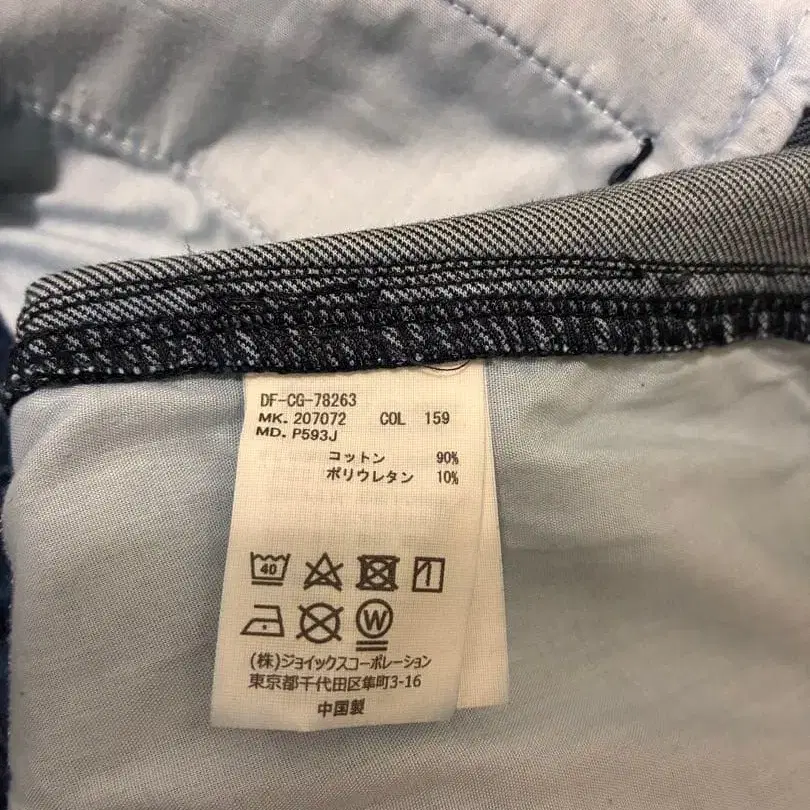 DF-CG-78263
MK. 207072 COL 159
MD. P593J
コットン 90%
ポリウレタン 10%
40
W
(株)ジョイックスコーポレーション
東京都千代田区隼町3-16
中国製